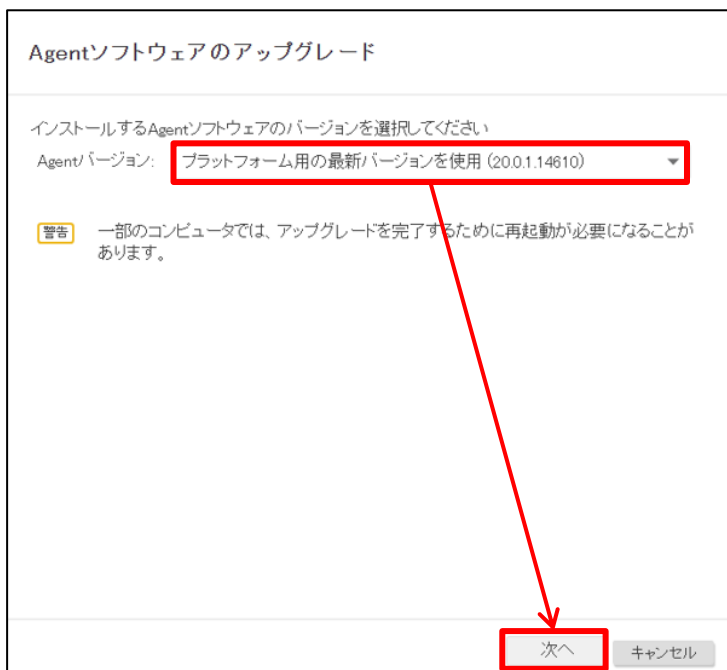 Agentソフトウェアのアップグレード
インストールするAgentソフトウェアのバージョンを選択してください
Agentバージョン: プラットフォーム用の最新バージョンを使用 (20.0.1.14610)
警告 一部のコンピュータでは、アップグレードを完了するために再起動が必要になることが
あります。
次へ キャンセル